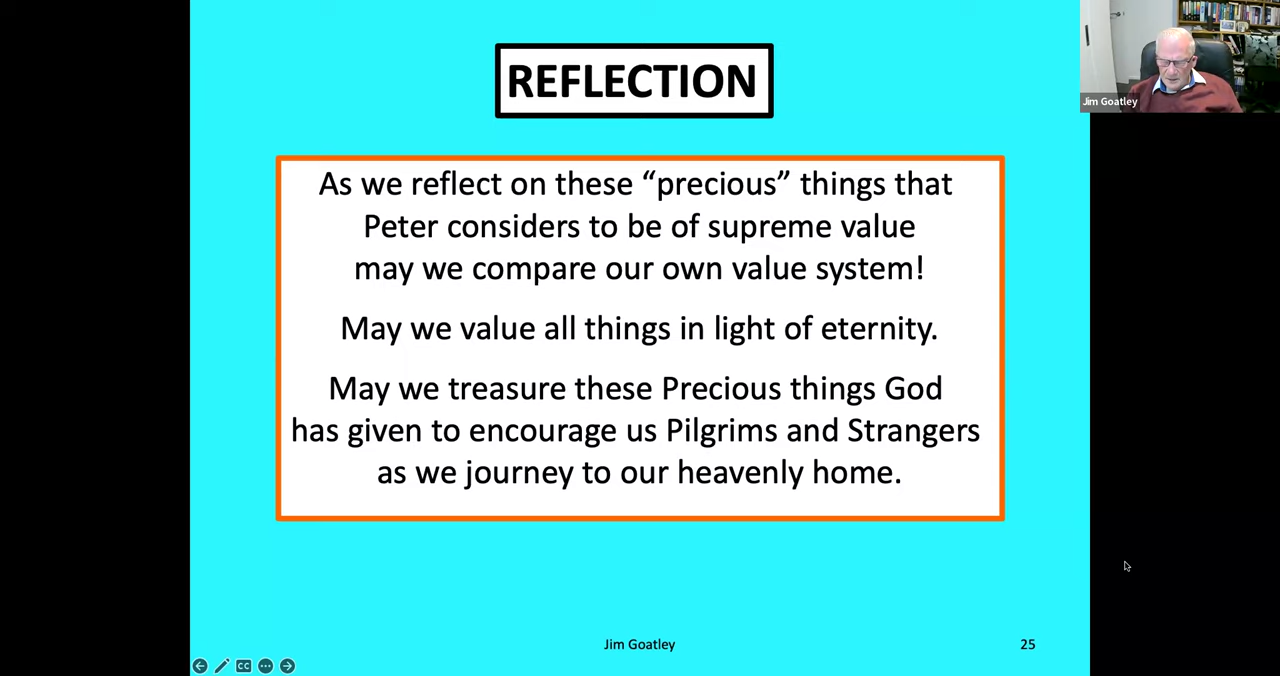 REFLECTION
As we reflect on these “precious” things that
Peter considers to be of supreme value
may we compare our own value system!
May we value all things in light of eternity.
May we treasure these Precious things God
has given to encourage us Pilgrims and Strangers
as we journey to our heavenly home.
Jim Goatley
25
Jim Goatley
CC